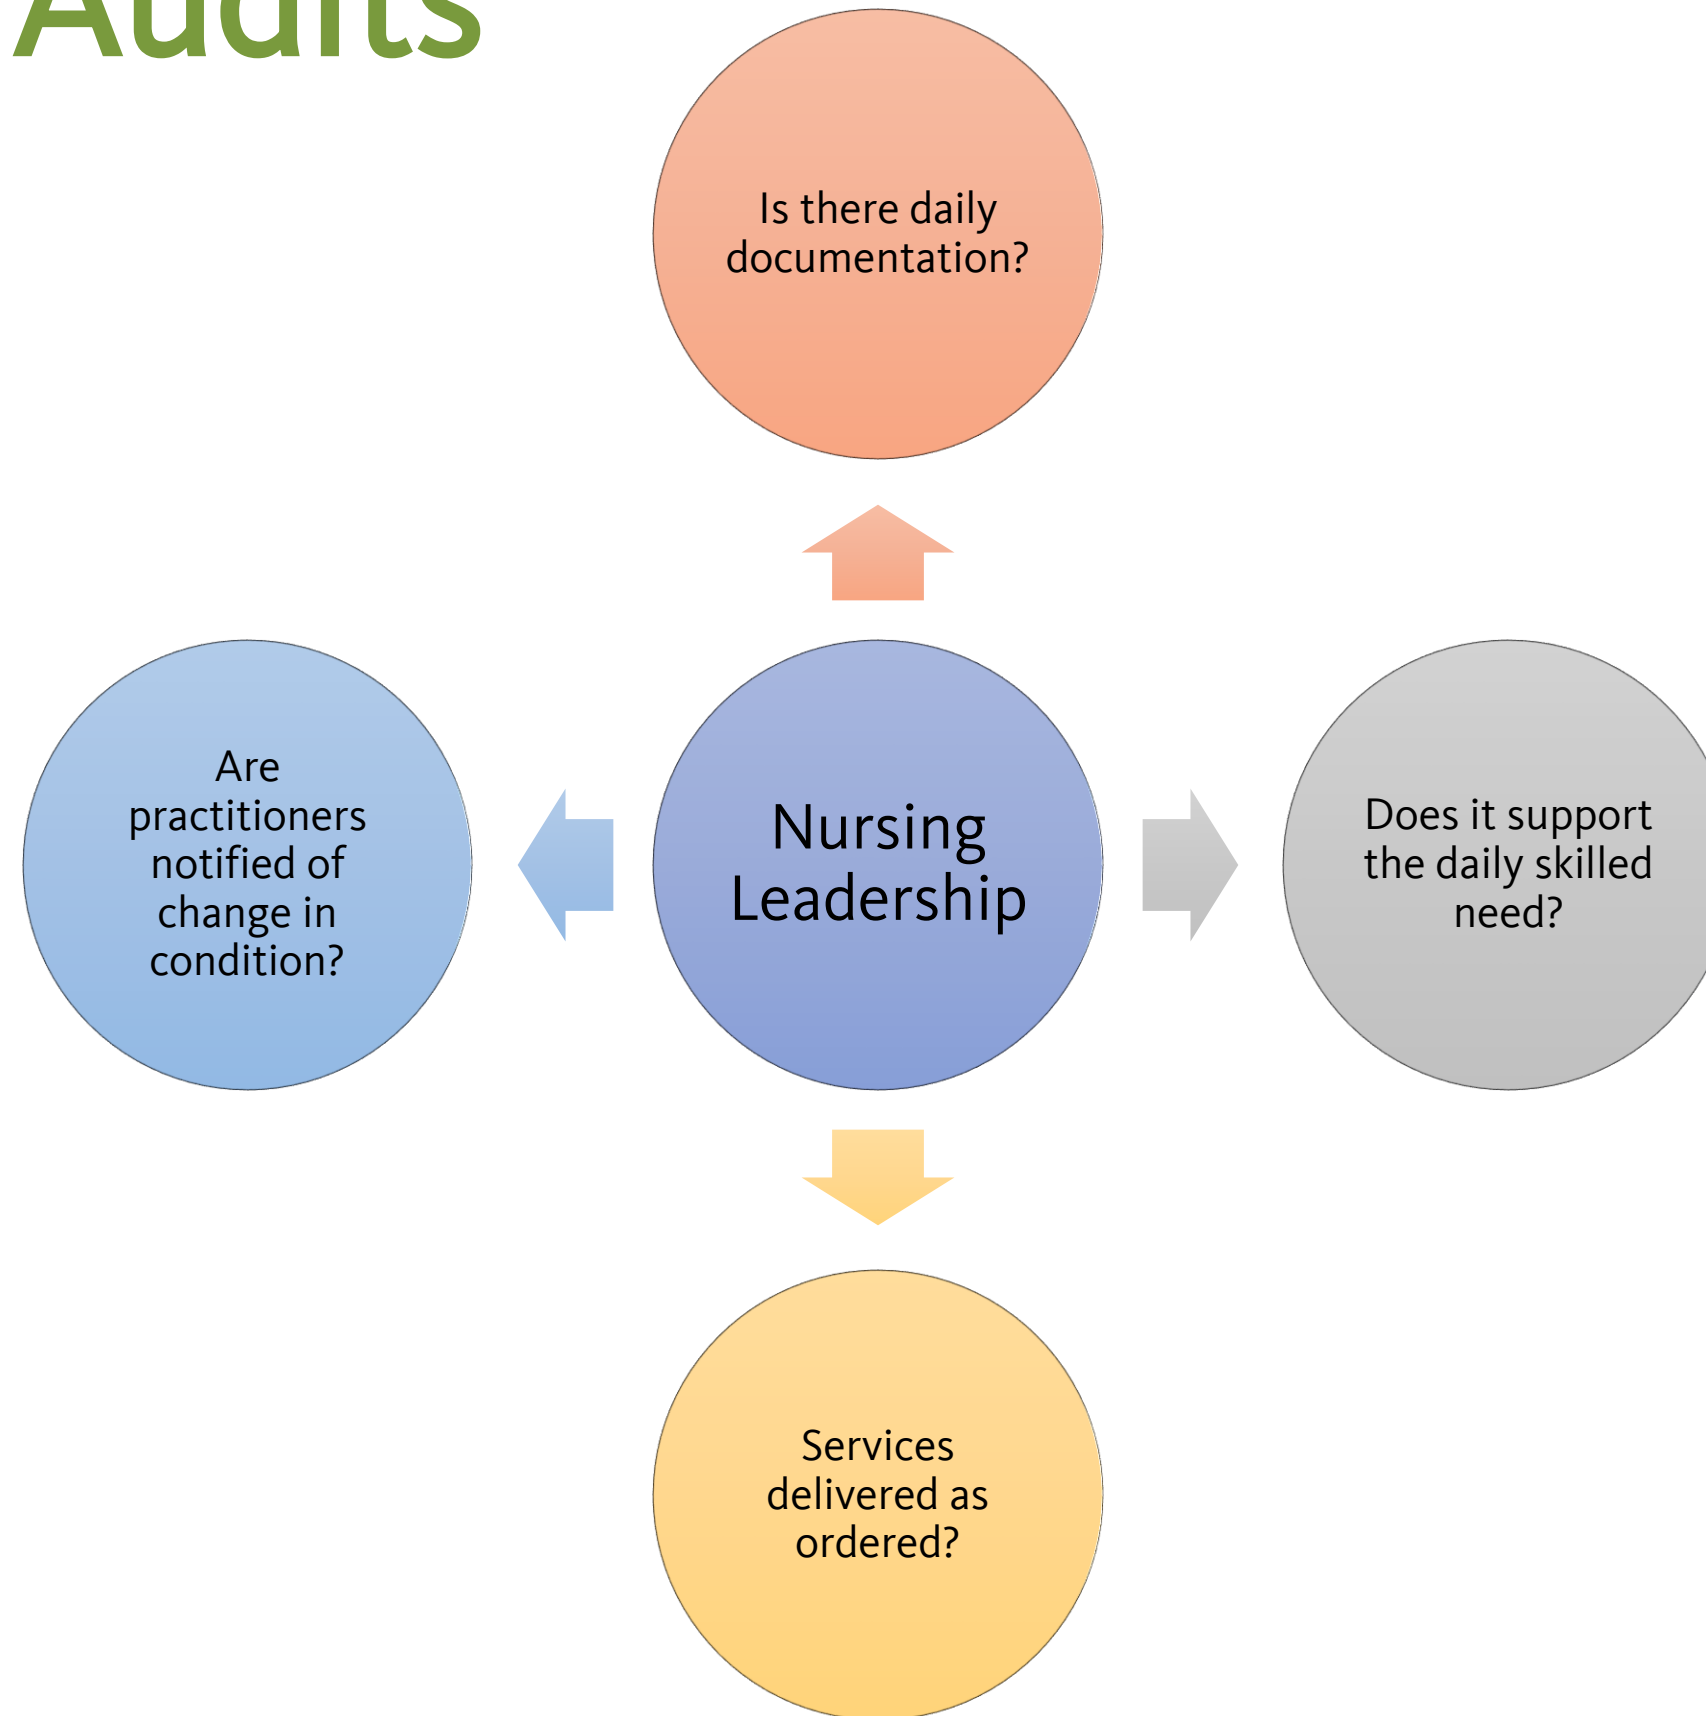 Audits
Is there daily
documentation?
Are
practitioners
notified of
change in
condition?
Nursing
Leadership
Does it support
the daily skilled
need?
Services
delivered as
ordered?